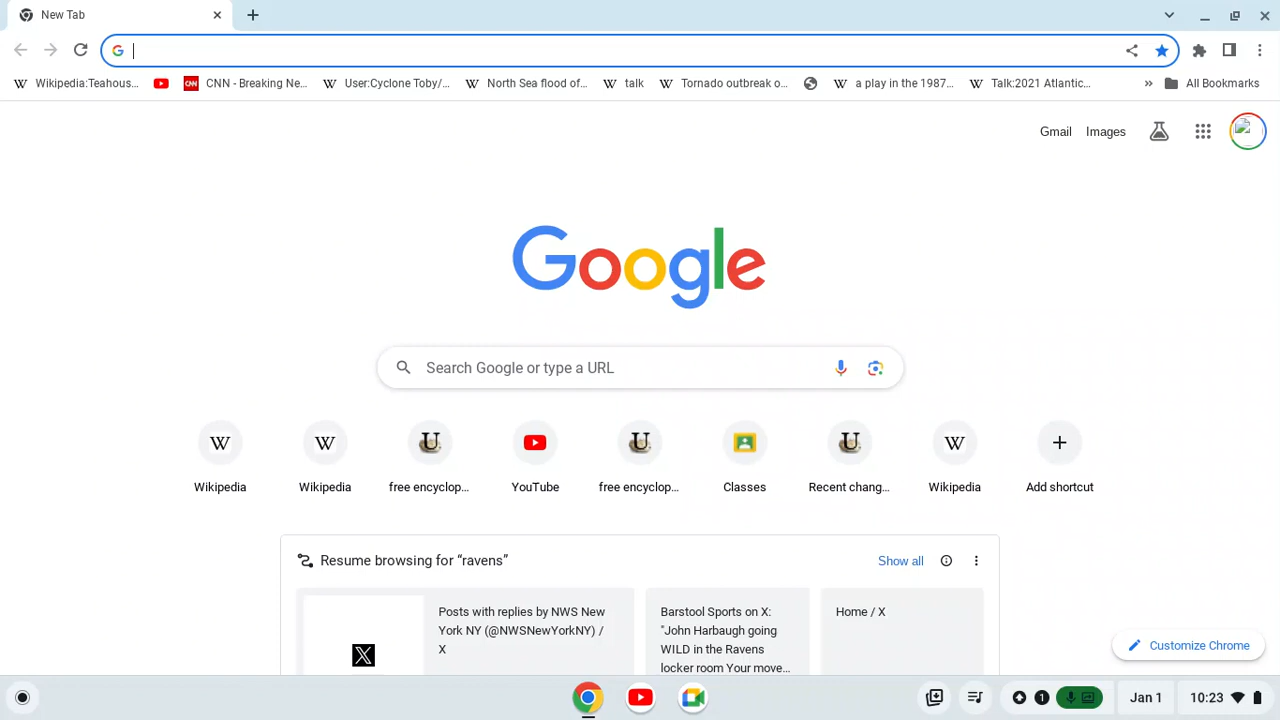 New Tab
Wikipedia:Teahous...
CNN - Breaking Ne...
User:Cyclone Toby/...
North Sea flood of...
talk
Tornado outbreak o...
a play in the 1987...
Talk:2021 Atlantic...
» All Bookmarks
Gmail Images
Google
Search Google or type a URL
Wikipedia
Wikipedia
free encyclop...
YouTube
free encyclop...
Classes
Recent chang...
Wikipedia
Add shortcut
Resume browsing for “ravens”
Show all
Posts with replies by NWS New
York NY (@NWSNewYorkNY) /
X
Barstool Sports on X:
"John Harbaugh going
WILD in the Ravens
locker room Your move...
Home / X
Customize Chrome
1
Jan 1
10:23